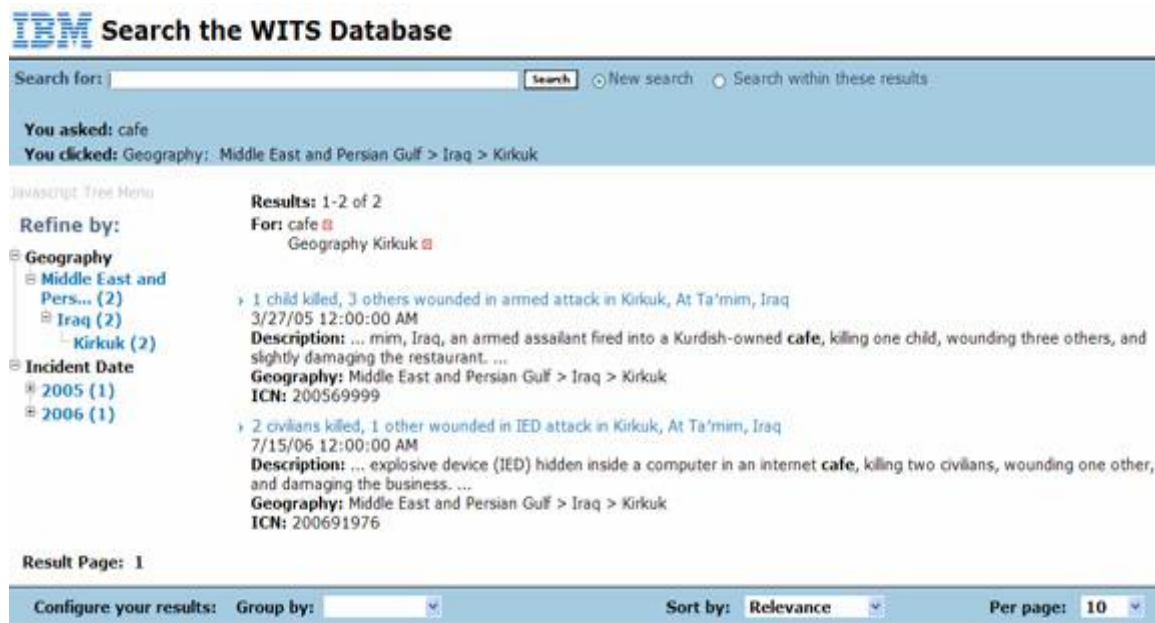 IBM Search the WITS Database
Search for: Search New search Search within these results
You asked: cafe
You clicked: Geography: Middle East and Persian Gulf > Iraq > Kirkuk
Javascript Tree Menu
Refine by:
Geography
Middle East and
Pers... (2)
Iraq (2)
Kirkuk (2)
Incident Date
2005 (1)
2006 (1)
Results: 1-2 of 2
For: cafe
Geography Kirkuk
1 child killed, 3 others wounded in armed attack in Kirkuk, At Ta'mim, Iraq
3/27/05 12:00:00 AM
Description: ... mim, Iraq, an armed assailant fired into a Kurdish-owned cafe, killing one child, wounding three others, and
slightly damaging the restaurant. ...
Geography: Middle East and Persian Gulf > Iraq > Kirkuk
ICN: 200569999
2 civilians killed, 1 other wounded in IED attack in Kirkuk, At Ta'mim, Iraq
7/15/06 12:00:00 AM
Description: ... explosive device (IED) hidden inside a computer in an internet cafe, killing two civilians, wounding one other,
and damaging the business. ...
Geography: Middle East and Persian Gulf > Iraq > Kirkuk
ICN: 200691976
Result Page: 1
Configure your results: Group by: Sort by: Relevance Per page: 10